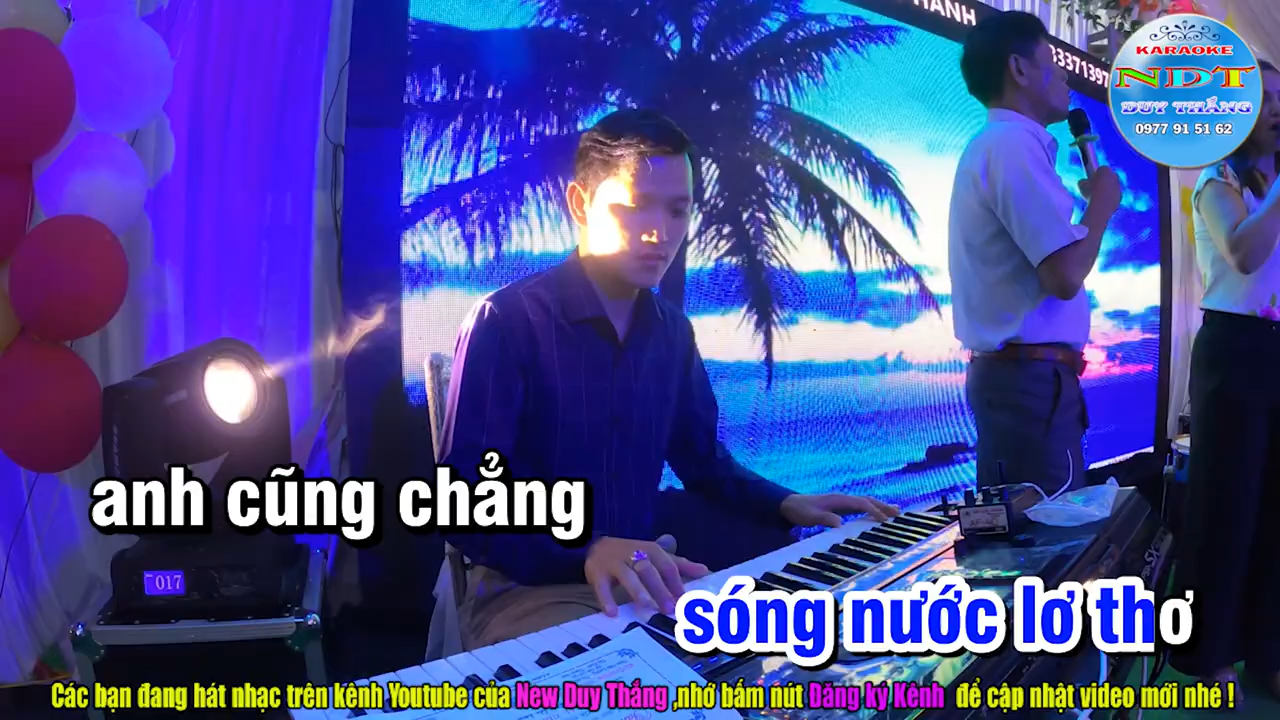 HANH
KARAOKE
NDT
DUY THẮNG
0977 91 51 62
anh cũng chẳng
017
sóng nước lơ thơ
Các bạn đang hát nhạc trên kênh Youtube của New Duy Thắng ,nhớ bấm nút Đăng ký Kênh để cập nhật video mới nhé !